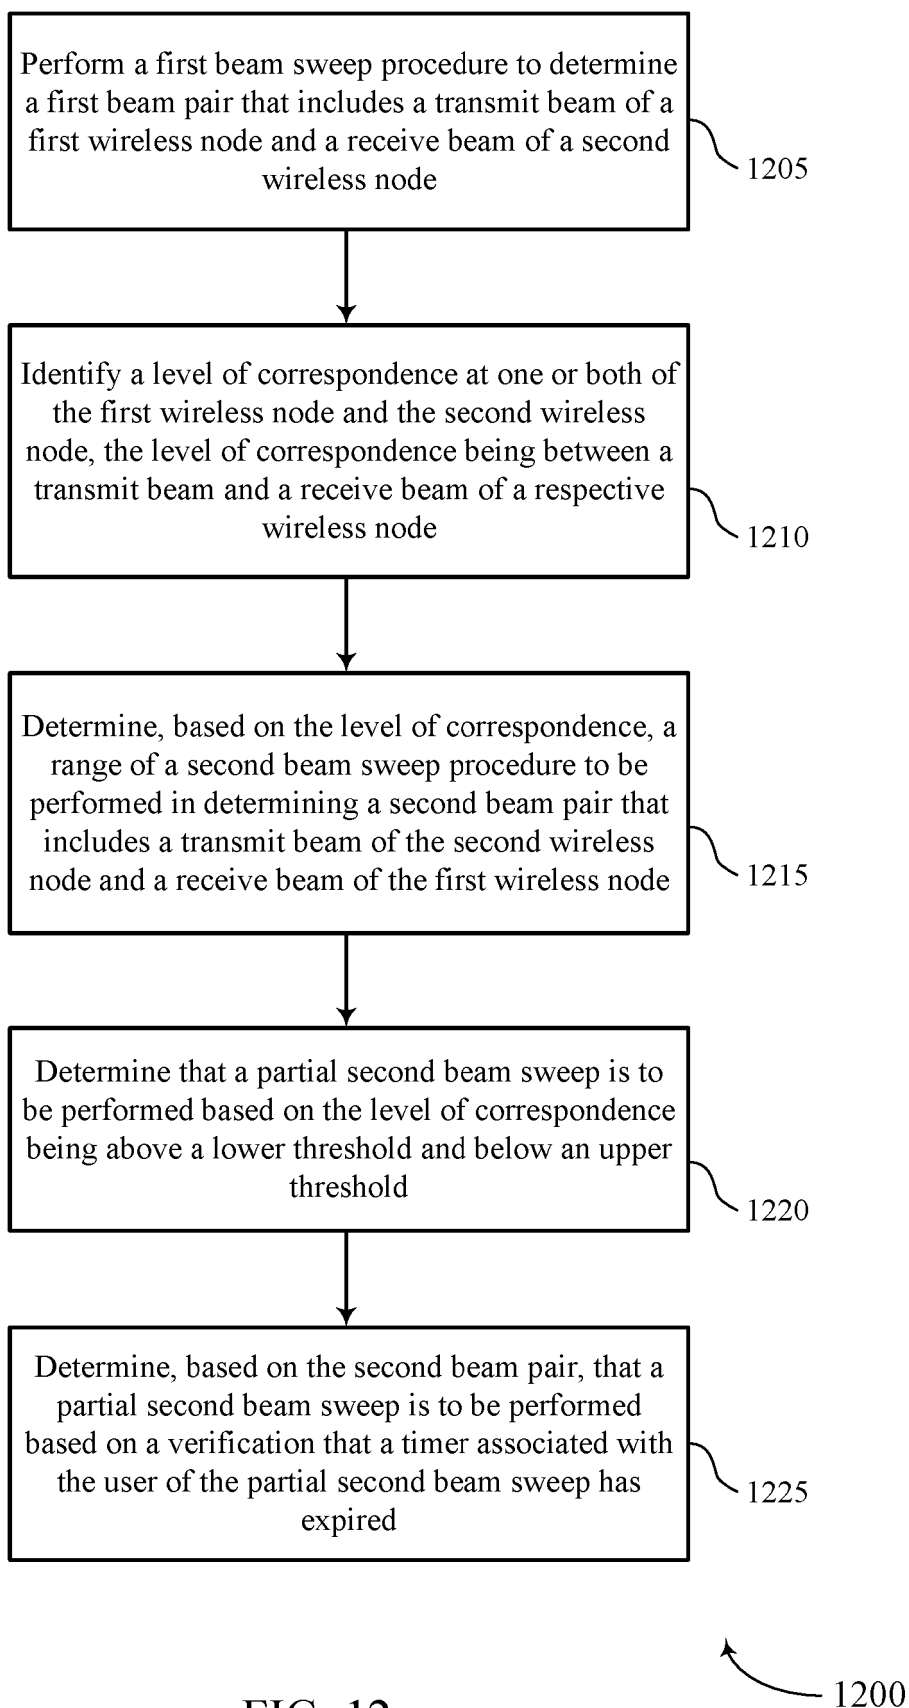 Perform a first beam sweep procedure to determine
a first beam pair that includes a transmit beam of a
first wireless node and a receive beam of a second
wireless node
1205
Identify a level of correspondence at one or both of
the first wireless node and the second wireless
node, the level of correspondence being between a
transmit beam and a receive beam of a respective
wireless node
1210
Determine, based on the level of correspondence, a
range of a second beam sweep procedure to be
performed in determining a second beam pair that
includes a transmit beam of the second wireless
node and a receive beam of the first wireless node
1215
Determine that a partial second beam sweep is to
be performed based on the level of correspondence
being above a lower threshold and below an upper
threshold
1220
Determine, based on the second beam pair, that a
partial second beam sweep is to be performed
based on a verification that a timer associated with
the user of the partial second beam sweep has
expired
1225
1200
FIG. 12